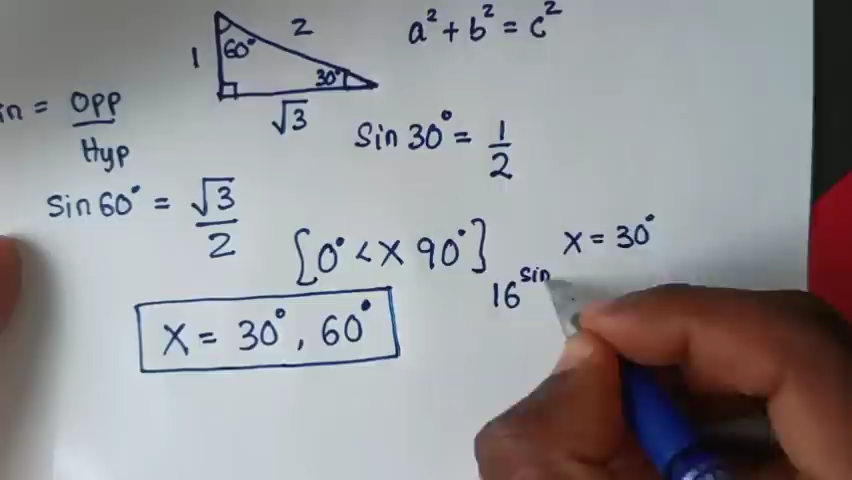 1 60° 2 30° √3
a² + b² = c²
in = Opp/Hyp
Sin 30° = 1/2
Sin 60° = √3/2
[0° < x 90°]
x = 30°
16^sin
x = 30°, 60°